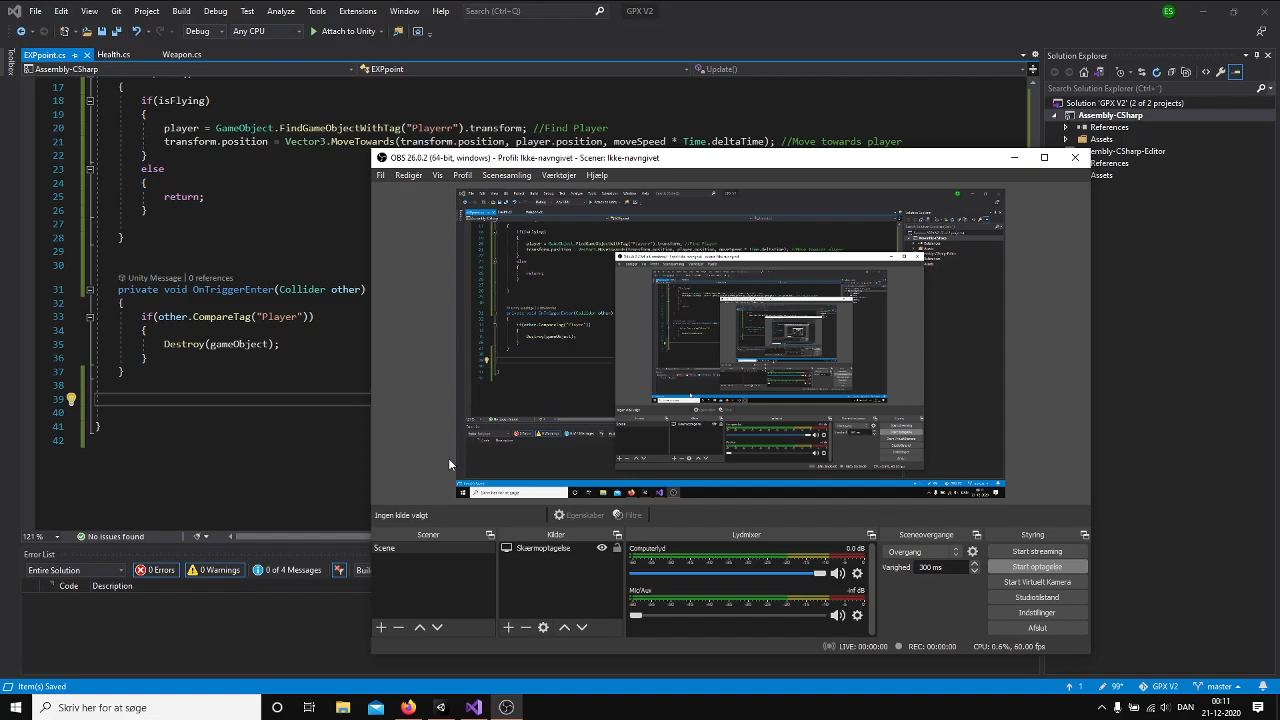 File Edit View Git Project Build Debug Test Analyze Tools Extensions Window Help Search (Ctrl+Q) GPX V2 ES
Debug Any CPU Attach to Unity
EXPpoint.cs Health.cs Weapon.cs
Toolbox
Assembly-CSharp EXPpoint Update()
17 {
18 if(isFlying)
19 {
20 player = GameObject.FindGameObjectWithTag("Playerr").transform; //Find Player
21 transform.position = Vector3.MoveTowards(transform.position, player.position, moveSpeed * Time.deltaTime); //Move towards player
22 }
23 else
24 {
25 return;
26 }
27
28 }
29
30
Unity Message | 0 references
31 private void OnTriggerEnter(Collider other)
32 {
33 if(other.CompareTag("Player"))
34 {
35 Destroy(gameObject);
36 }
37 }
38
39
40
41 }
42
121 % No issues found
Error List
Entire Solution 0 Errors 0 Warnings 0 of 4 Messages
Code Description
Solution Explorer
Search Solution Explorer (Ctrl+¨)
Solution 'GPX V2' (2 of 2 projects)
Assembly-CSharp
References
Assets
Assembly-CSharp-Editor
References
Assets
OBS 26.0.2 (64-bit, windows) - Profil: Ikke-navngivet - Scener: Ikke-navngivet
Fil Redigér Vis Profil Scenesamling Værktøjer Hjælp
Ingen kilde valgt Egenskaber Filtre
Scener Kilder Lydmixer Sceneovergange Styring
Scene
Skærmoptagelse
Computerlyd 0.0 dB
Mic/Aux -inf dB
Overgang
Varighed 300 ms
Start streaming
Start optagelse
Start Virtuelt Kamera
Studiotilstand
Indstillinger
Afslut
LIVE: 00:00:00 REC: 00:00:00 CPU: 0.6%, 60.00 fps
Item(s) Saved 1 99+ GPX V2 master
Skriv her for at søge DAN 00:11
21-12-2020